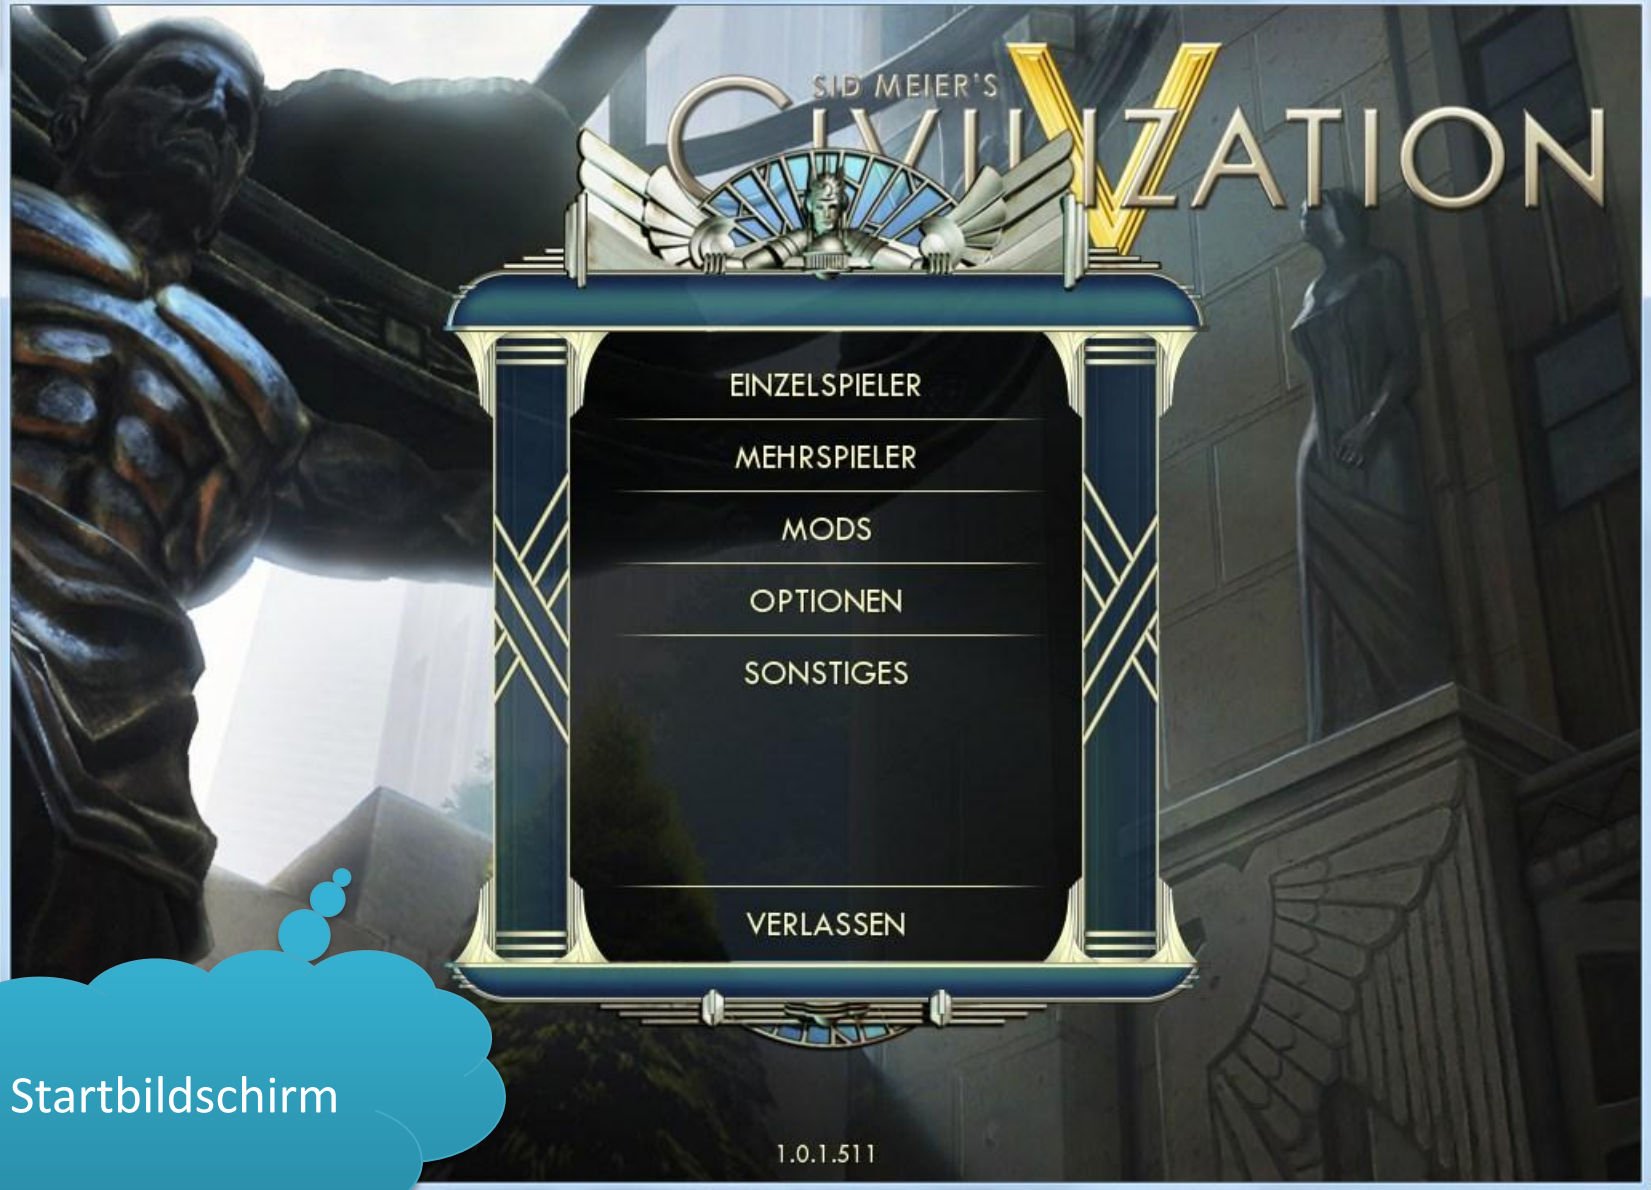 SID MEIER'S
CIVILIZATION V
EINZELSPIELER
MEHRSPIELER
MODS
OPTIONEN
SONSTIGES
VERLASSEN
Startbildschirm
1.0.1.511